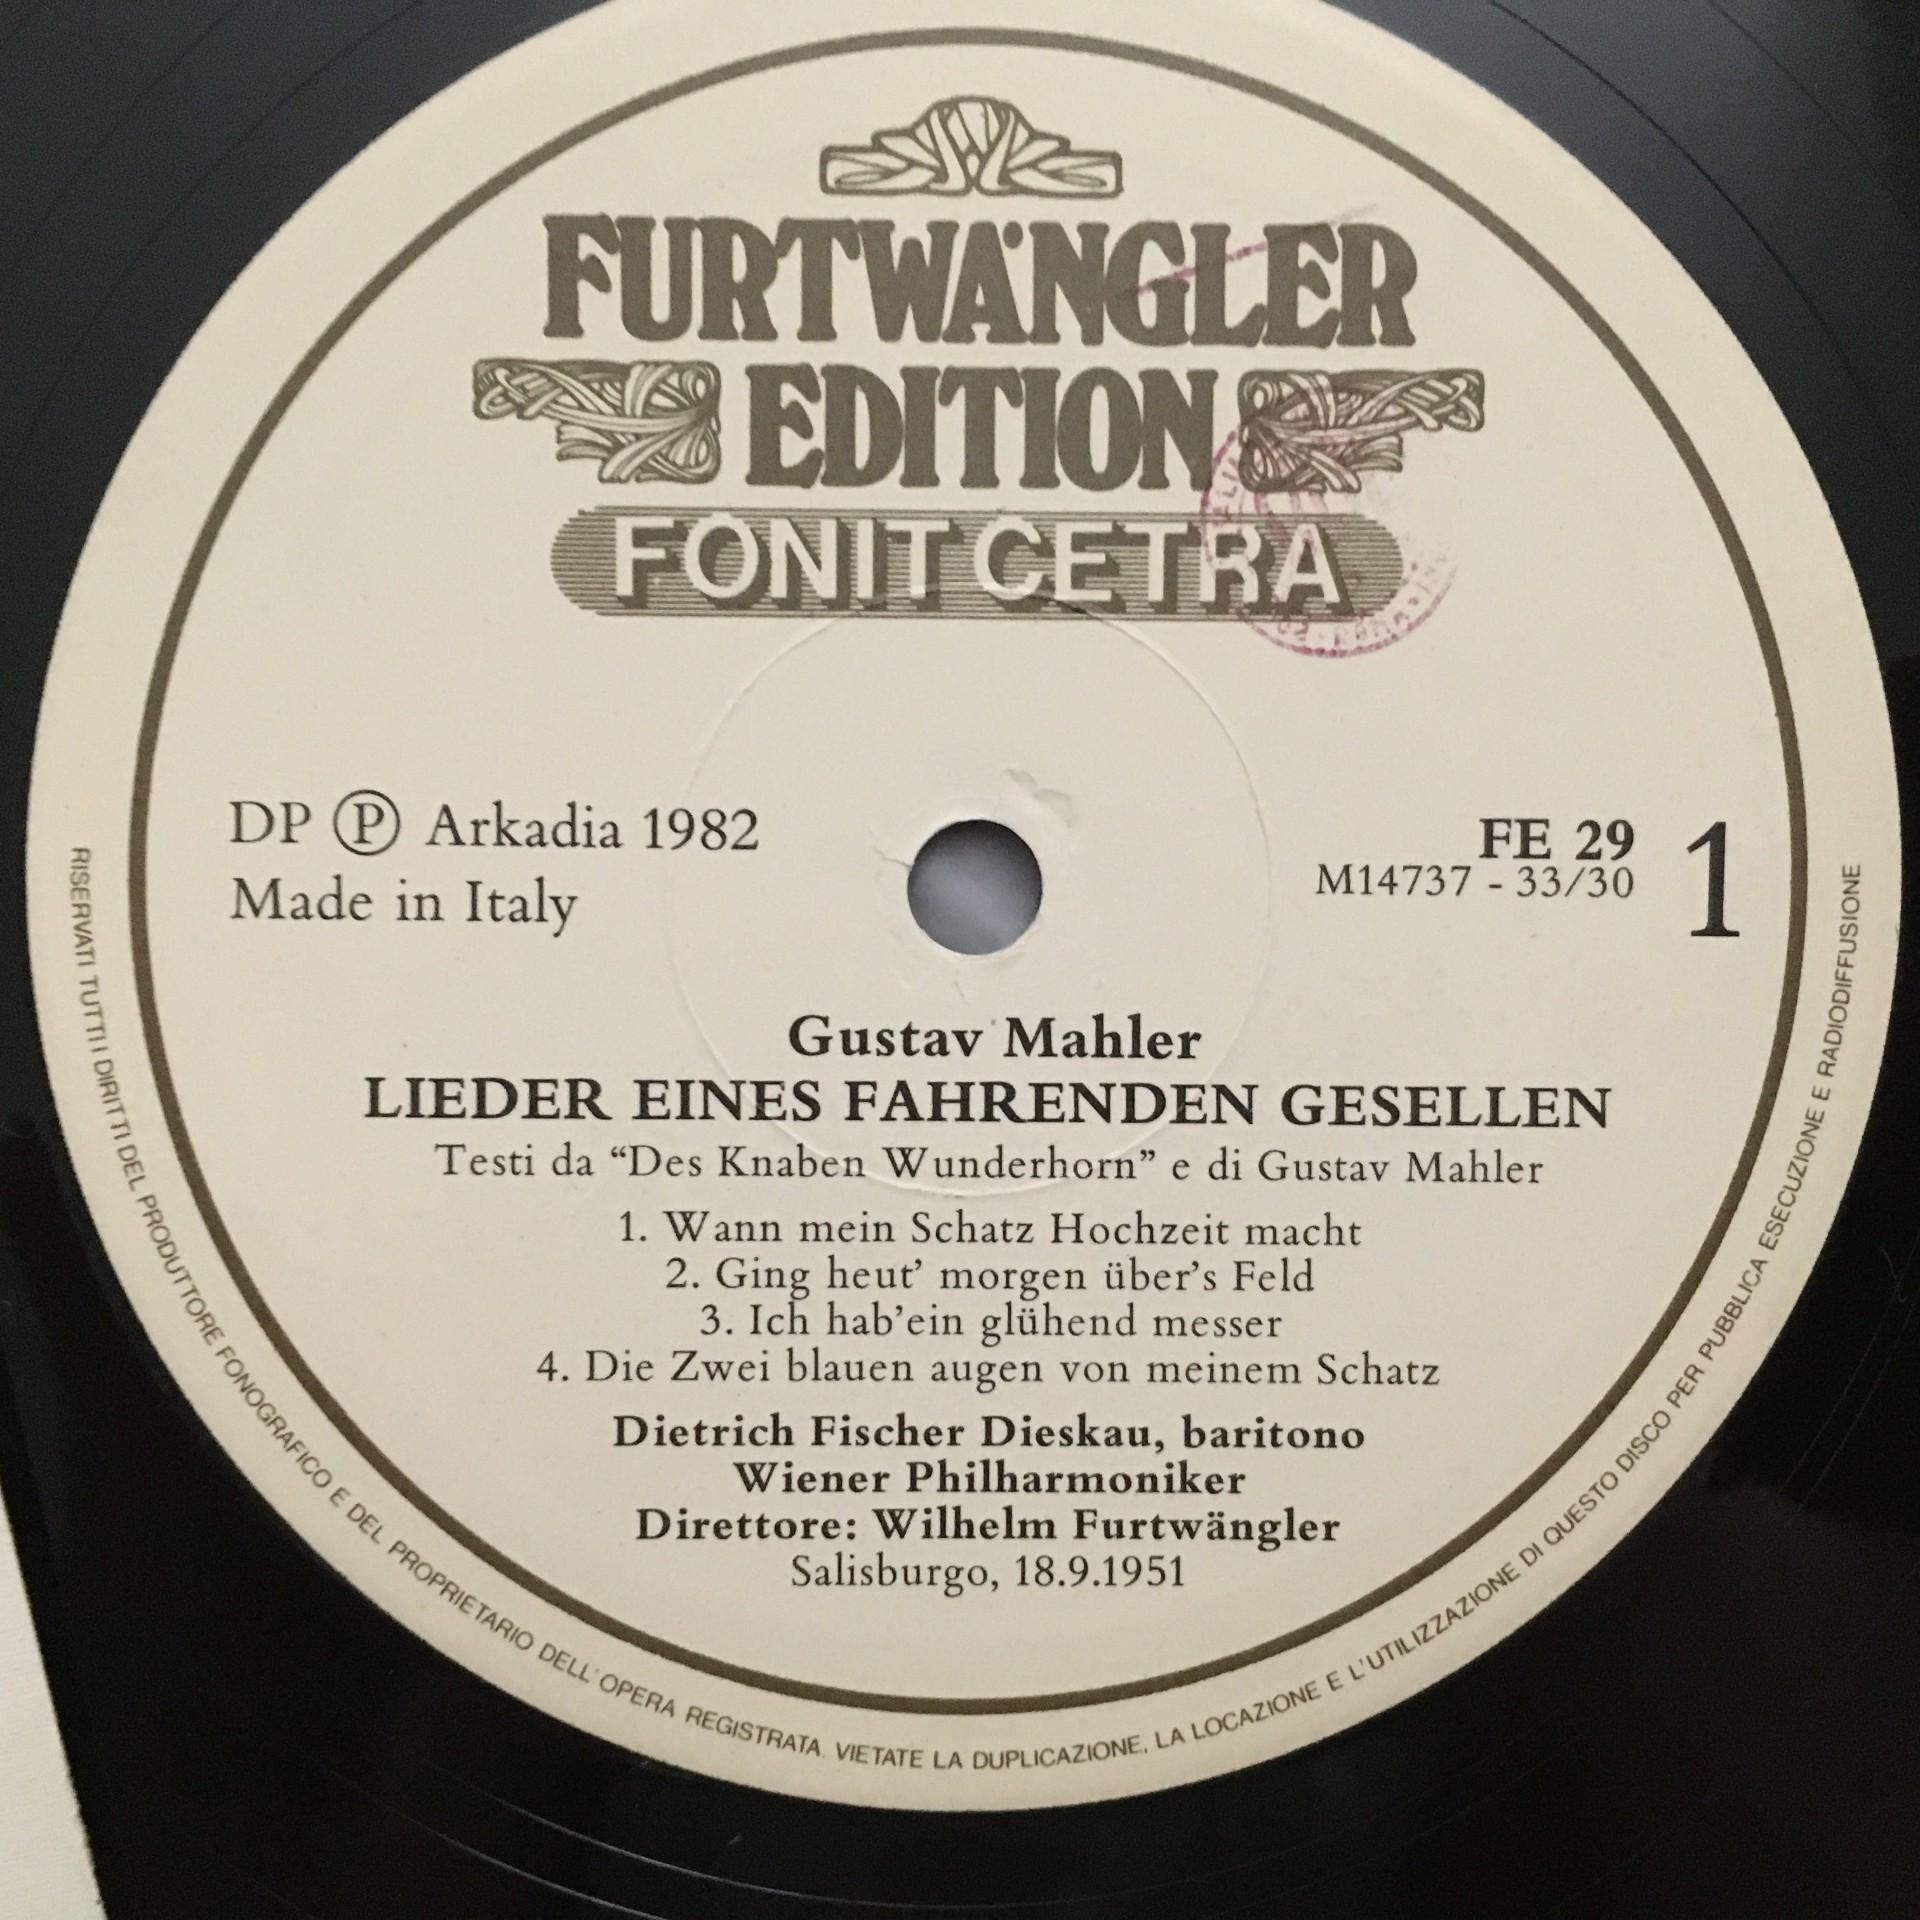 FURTWÄNGLER
EDITION
FONIT CETRA
DP Ⓟ Arkadia 1982
Made in Italy
FE 29
M14737 - 33/30
1
Gustav Mahler
LIEDER EINES FAHRENDEN GESELLEN
Testi da “Des Knaben Wunderhorn” e di Gustav Mahler
1. Wann mein Schatz Hochzeit macht
2. Ging heut’ morgen über’s Feld
3. Ich hab’ein glühend messer
4. Die Zwei blauen augen von meinem Schatz
Dietrich Fischer Dieskau, baritono
Wiener Philharmoniker
Direttore: Wilhelm Furtwängler
Salisburgo, 18.9.1951
RISERVATI TUTTI I DIRITTI DEL PRODUTTORE FONOGRAFICO E DEL PROPRIETARIO DELL'OPERA REGISTRATA. VIETATE LA DUPLICAZIONE, LA LOCAZIONE E L'UTILIZZAZIONE DI QUESTO DISCO PER PUBBLICA ESECUZIONE E RADIODIFFUSIONE
ROMA